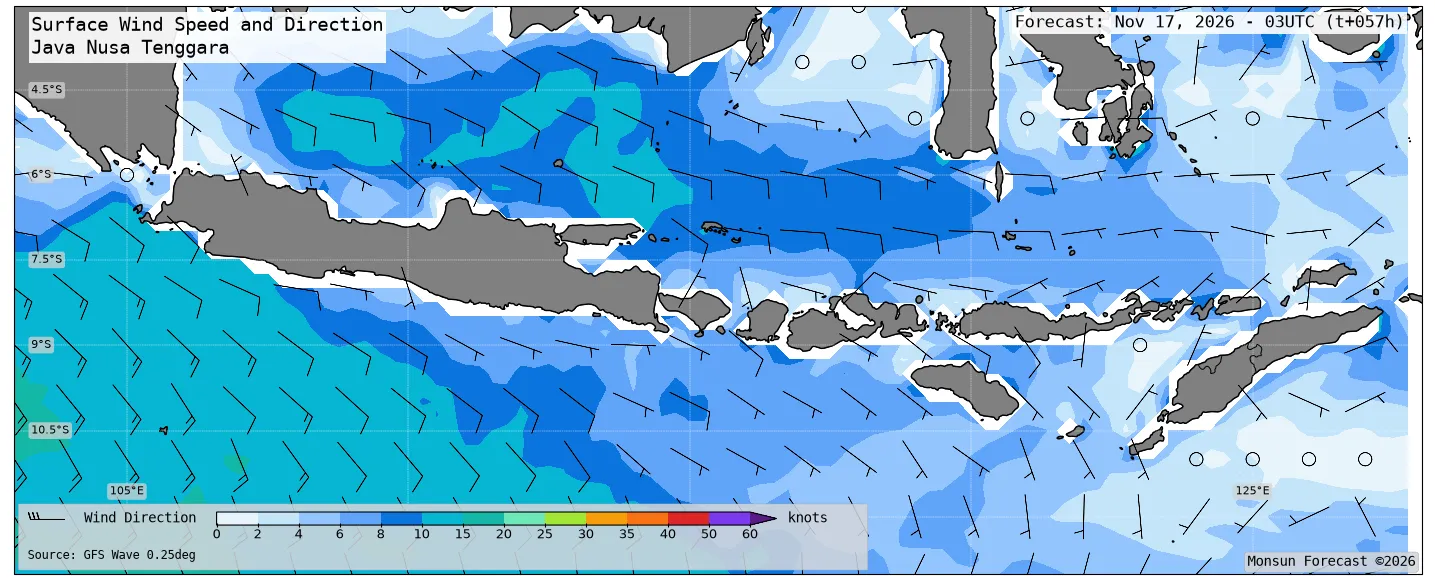 Surface Wind Speed and Direction
Java Nusa Tenggara
Forecast: Nov 17, 2026 - 03UTC (t+057h)
4.5°S
6°S
7.5°S
9°S
10.5°S
105°E
125°E
Wind Direction
0 2 4 6 8 10 15 20 25 30 35 40 50 60
knots
Source: GFS Wave 0.25deg
Monsun Forecast ©2026